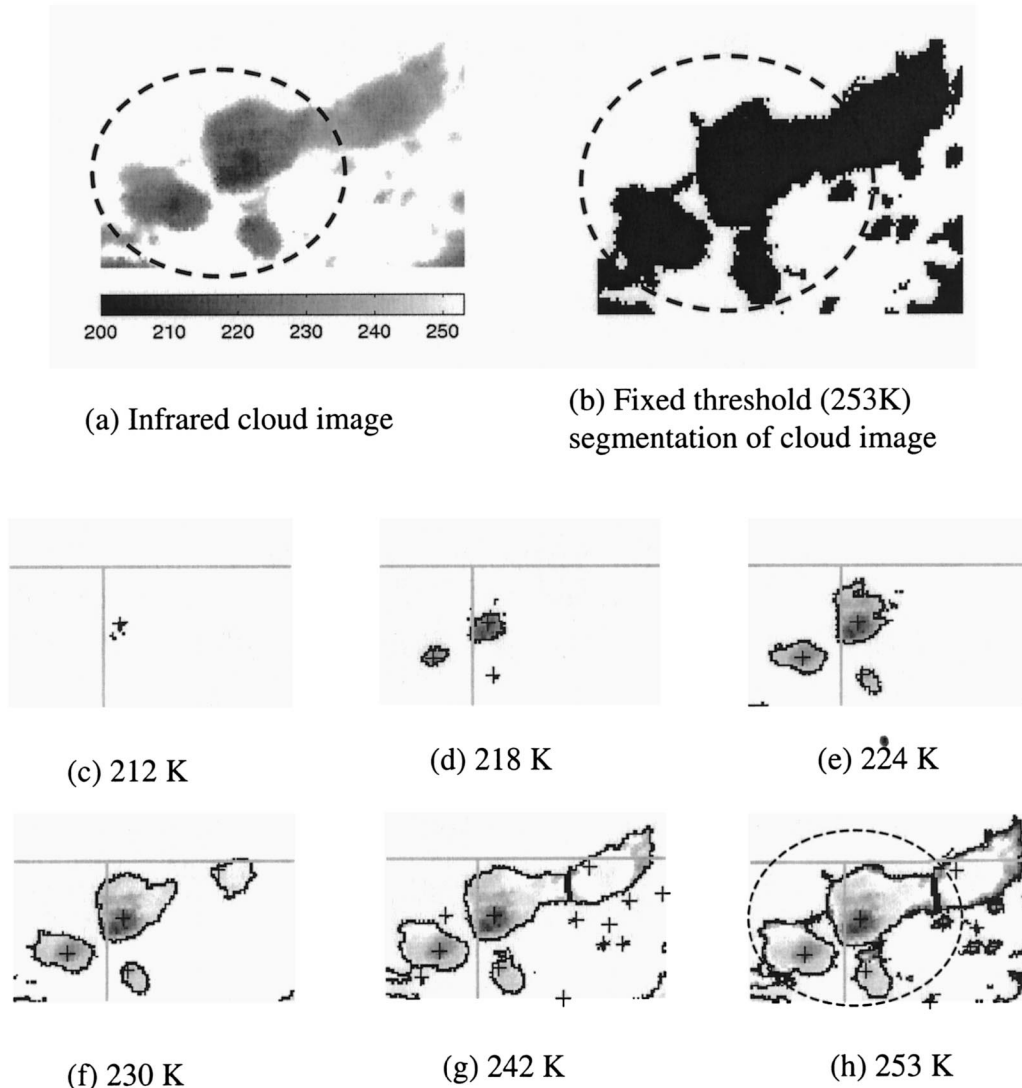 200 210 220 230 240 250
(a) Infrared cloud image
(b) Fixed threshold (253K)
segmentation of cloud image
(c) 212 K
(d) 218 K
(e) 224 K
(f) 230 K
(g) 242 K
(h) 253 K